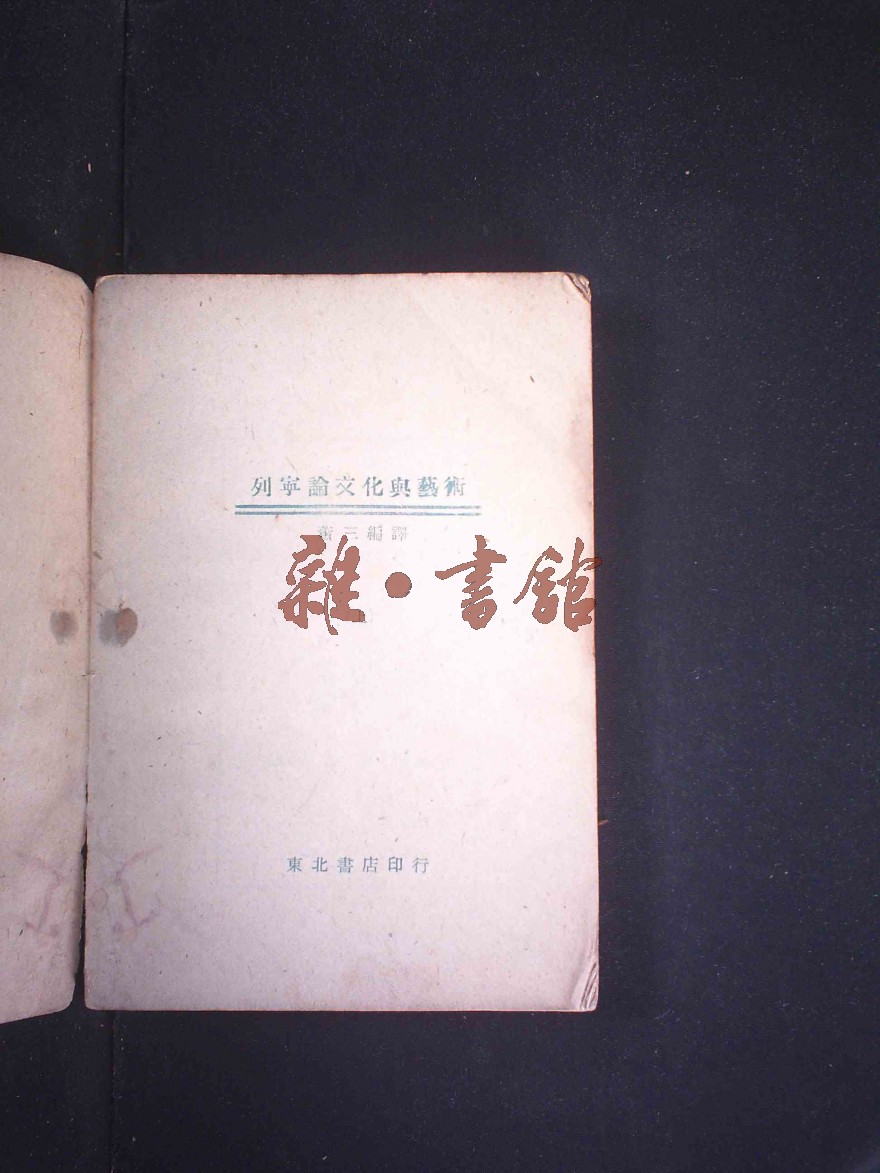 列寧論文化與藝術
蕭三編譯
雜·書館
東北書店印行